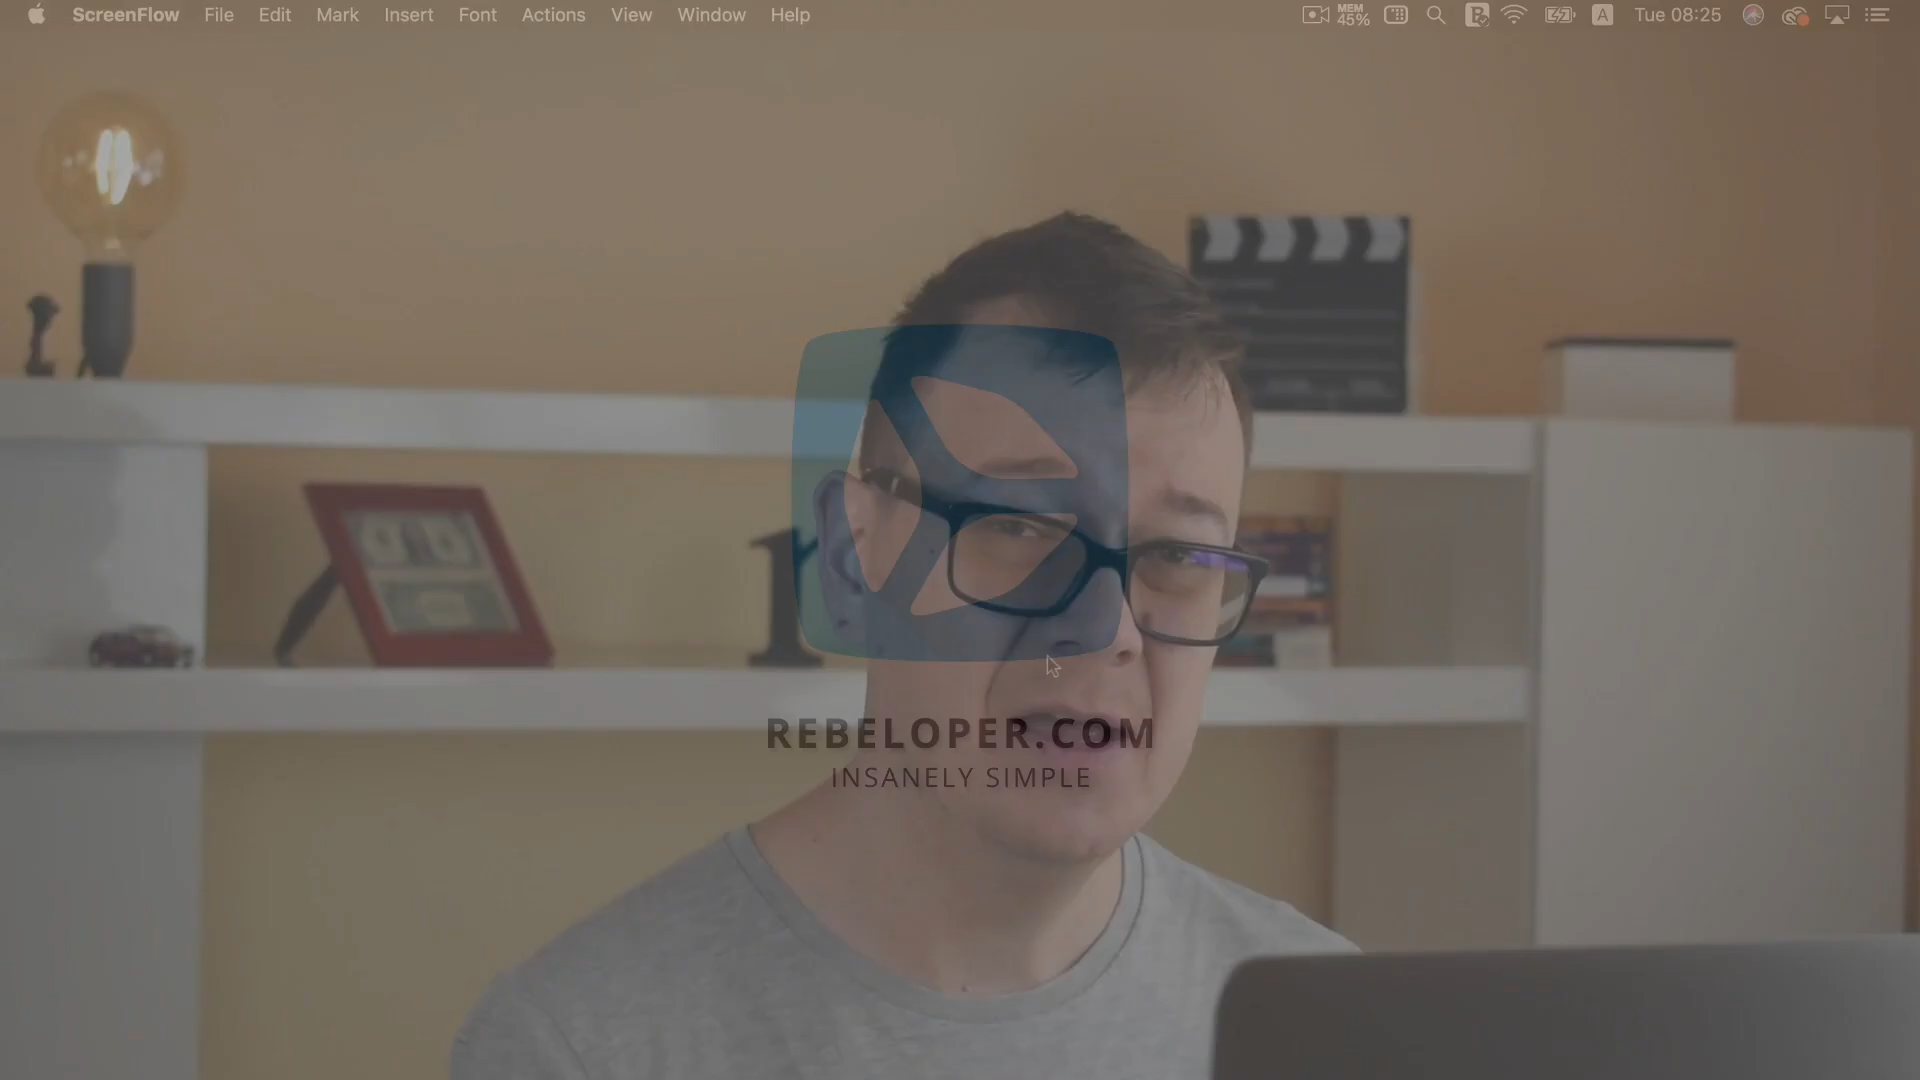 ScreenFlow File Edit Mark Insert Font Actions View Window Help MEM 45% A Tue 08:25
REBELOPER.COM
INSANELY SIMPLE